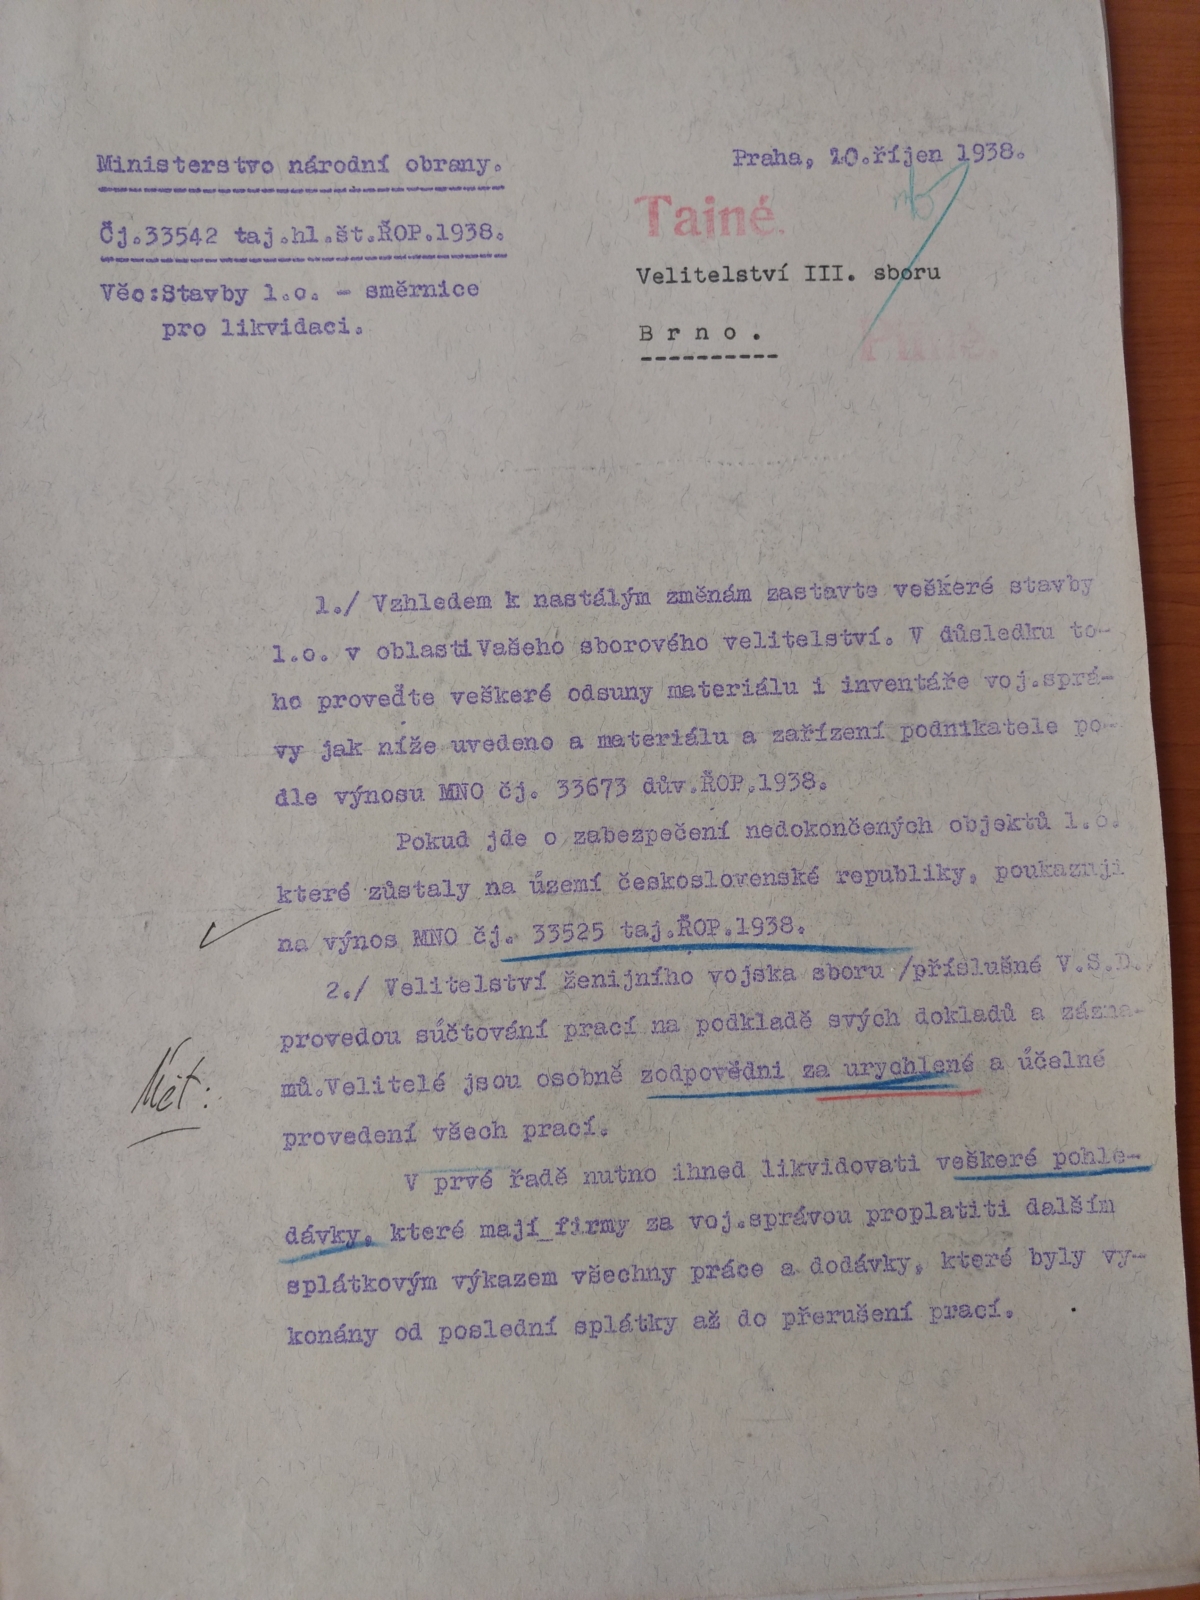 Ministerstvo národní obrany.
Praha, 10.říjen 1938.
Tajné.
Čj.33542 taj.hl.št.ŘOP.1938.
Velitelství III. sboru
Věc:Stavby l.o. - směrnice
pro likvidaci.
B r n o .
1./ Vzhledem k nastálým změnám zastavte veškeré stavby
l.o. v oblasti Vašeho sborového velitelství. V důsledku to-
ho proveďte veškeré odsuny materiálu i inventáře voj.sprá-
vy jak níže uvedeno a materiálu a zařízení podnikatele po-
dle výnosu MNO čj. 33673 dův.ŘOP.1938.
Pokud jde o zabezpečení nedokončených objektů l.o.
které zůstaly na území československé republiky, poukazuji
na výnos MNO čj. 33525 taj.ŘOP.1938.
2./ Velitelství ženijního vojska sboru /příslušné V.S.D.
provedou súčtování prací na podkladě svých dokladů a zázna-
mů.Velitelé jsou osobně zodpovědni za urychlené a účelné
provedení všech prací.
V prvé řadě nutno ihned likvidovati veškeré pohle-
dávky, které mají firmy za voj.správou proplatiti dalším
splátkovým výkazem všechny práce a dodávky, které byly vy-
konány od poslední splátky až do přerušení prací.